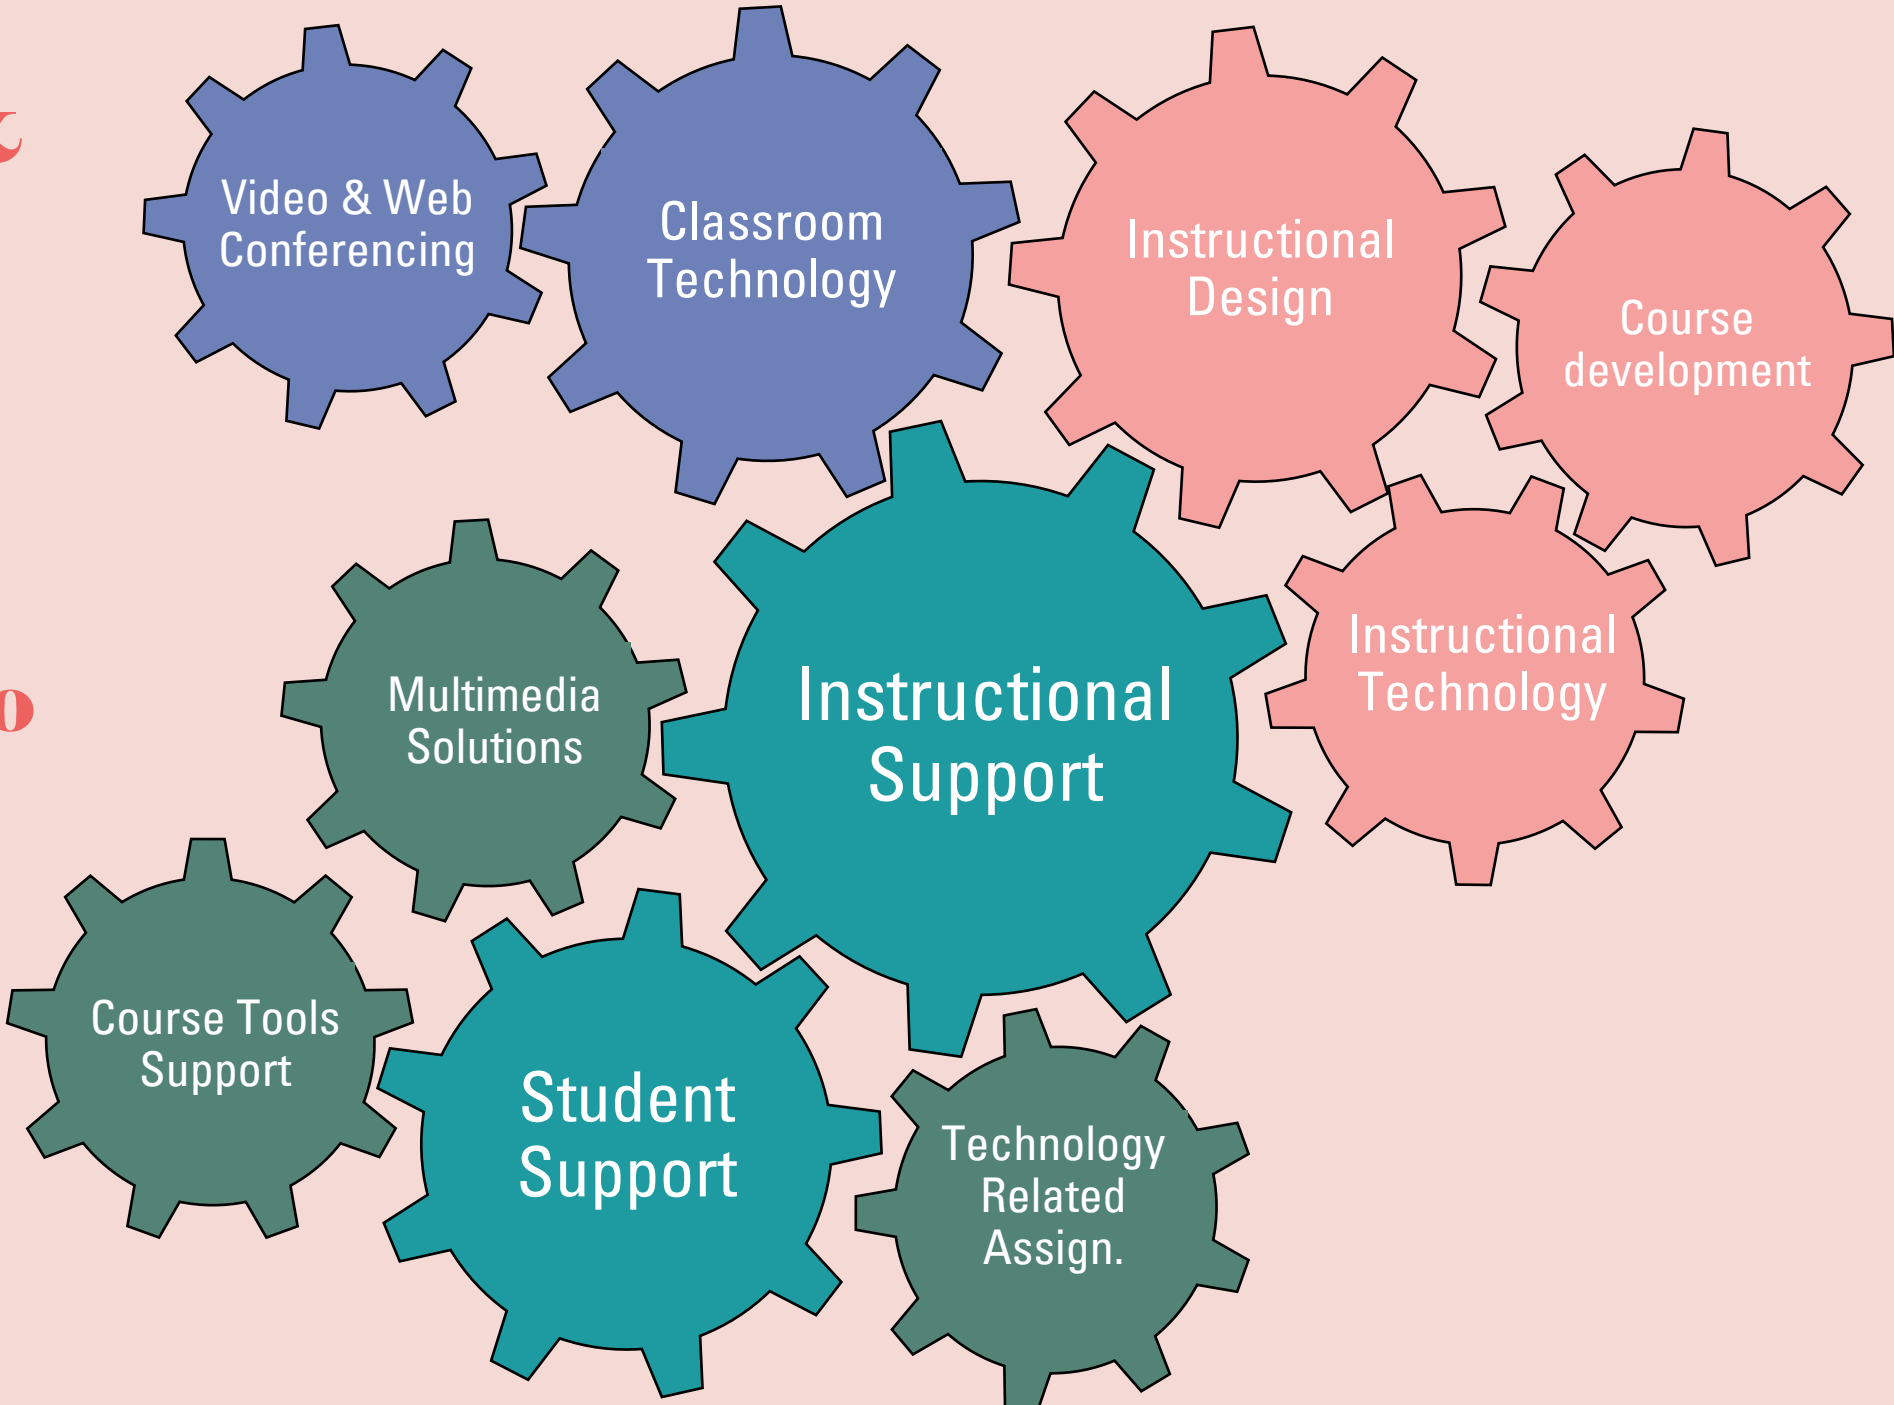 Video & Web
Conferencing
Classroom
Technology
Instructional
Design
Course
development
Instructional
Technology
Multimedia
Solutions
Instructional
Support
Course Tools
Support
Student
Support
Technology
Related
Assign.